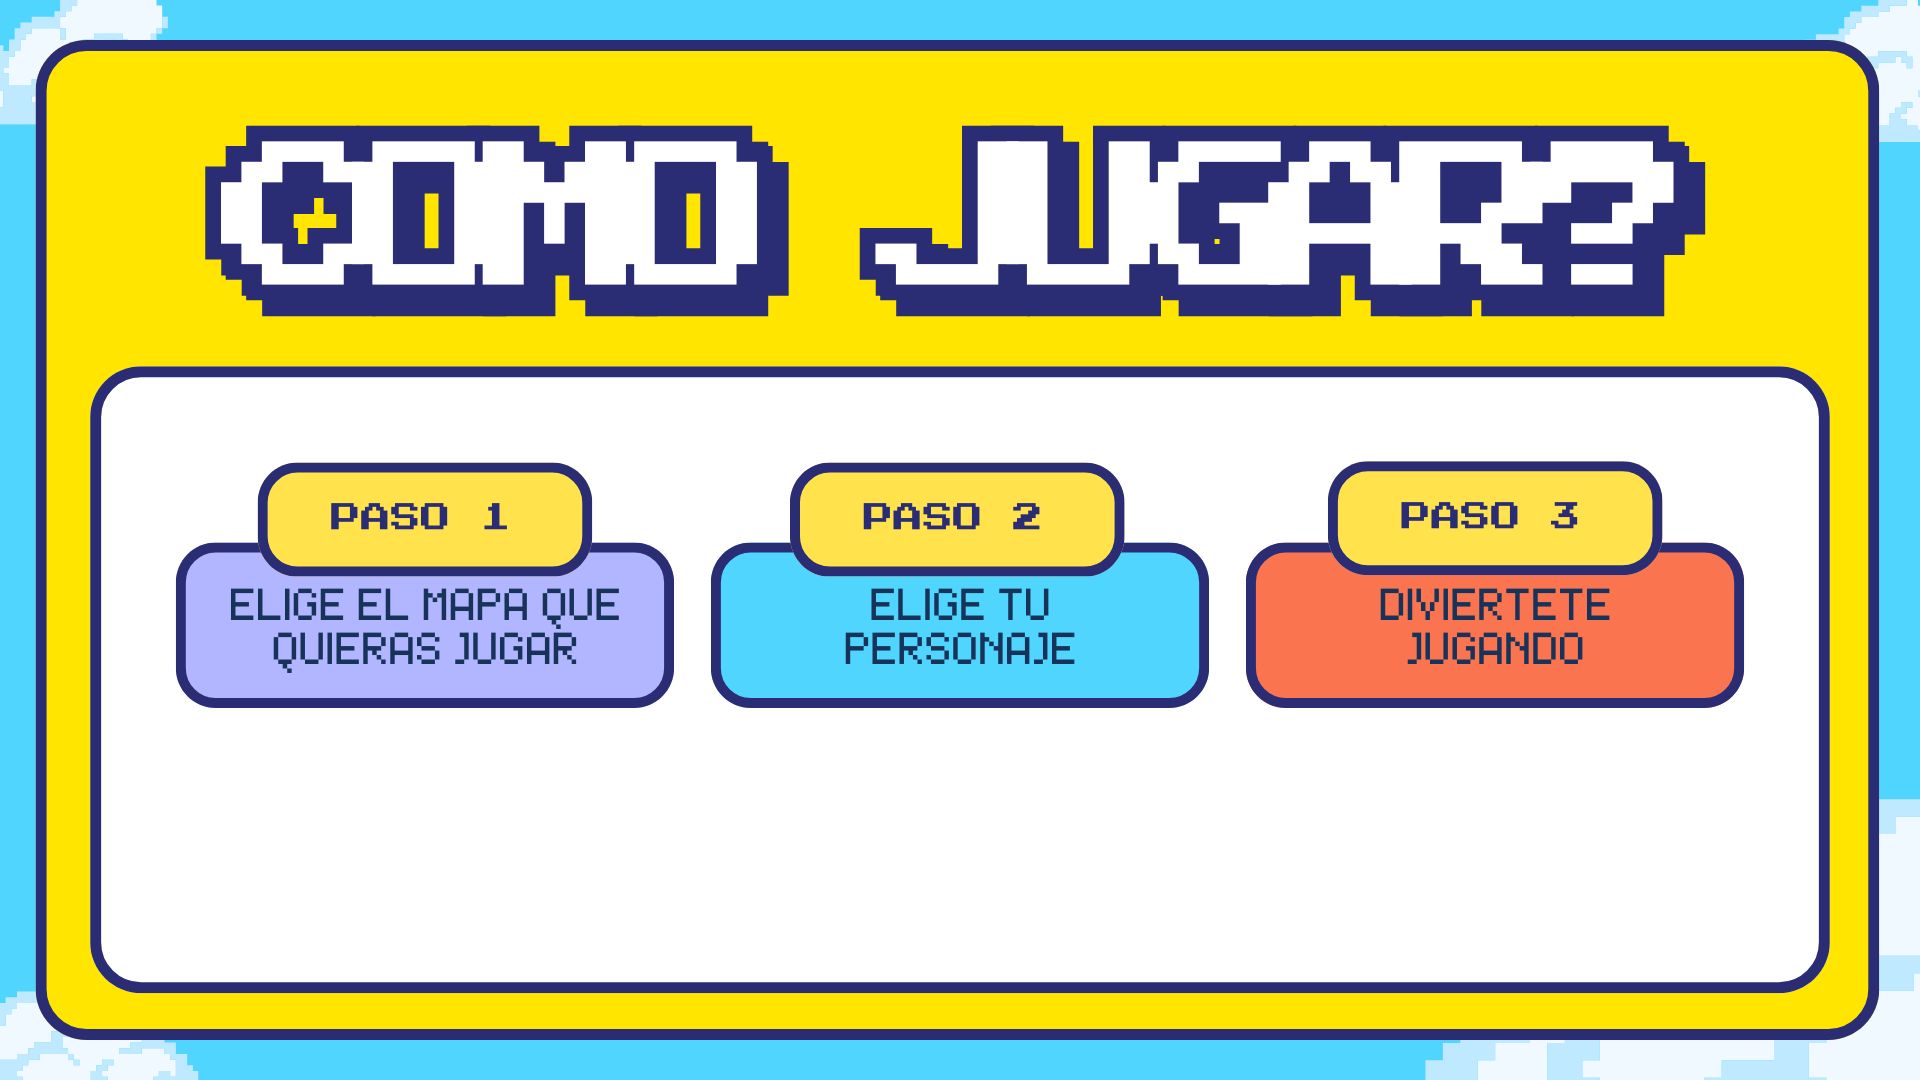 COMO JUGAR?
PASO 1
ELIGE EL MAPA QUE
QUIERAS JUGAR
PASO 2
ELIGE TU
PERSONAJE
PASO 3
DIVIERTETE
JUGANDO